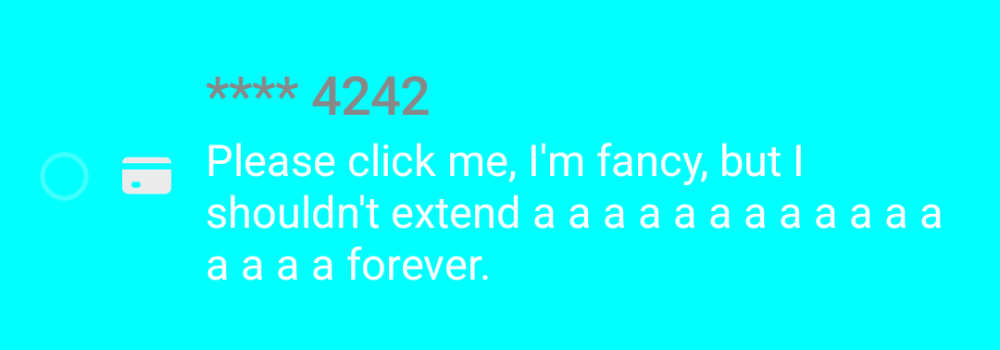 **** 4242
Please click me, I'm fancy, but I
shouldn't extend a a a a a a a a a a a a
a a a a forever.